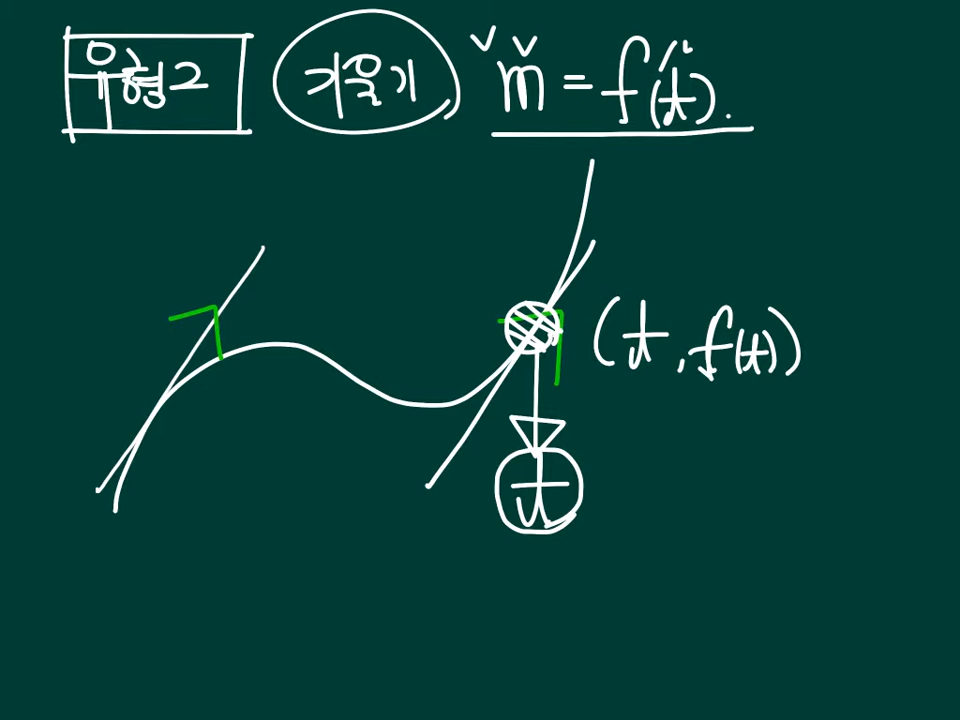 유형2 기울기 m = f'(t).
(t, f(t))
t